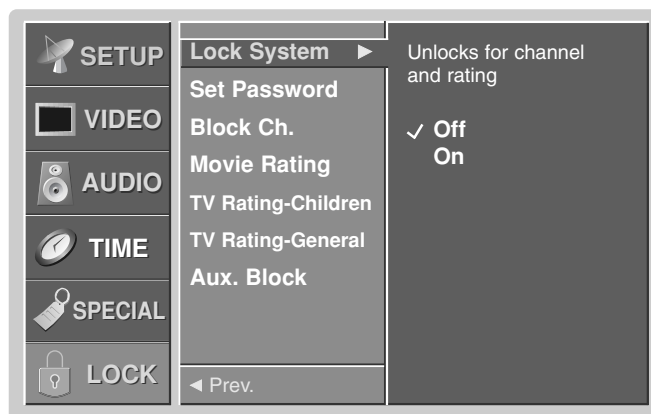 SETUP
VIDEO
AUDIO
TIME
SPECIAL
LOCK
Lock System ►
Set Password
Block Ch.
Movie Rating
TV Rating-Children
TV Rating-General
Aux. Block
◄ Prev.
Unlocks for channel
and rating
✓ Off
On